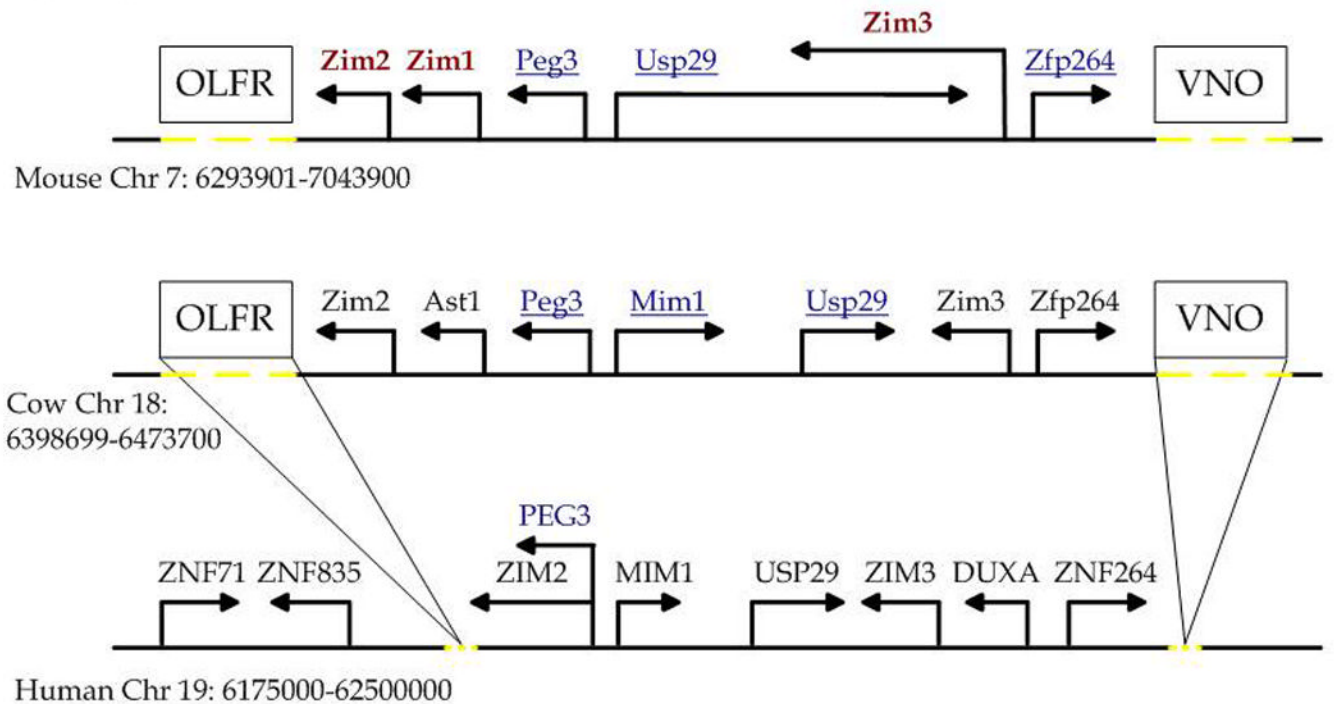 Zim3
OLFR Zim2 Zim1 Peg3 Usp29 Zfp264 VNO
Mouse Chr 7: 6293901-7043900
OLFR Zim2 Ast1 Peg3 Mim1 Usp29 Zim3 Zfp264 VNO
Cow Chr 18:
6398699-6473700
PEG3
ZNF71 ZNF835 ZIM2 MIM1 USP29 ZIM3 DUXA ZNF264
Human Chr 19: 6175000-62500000